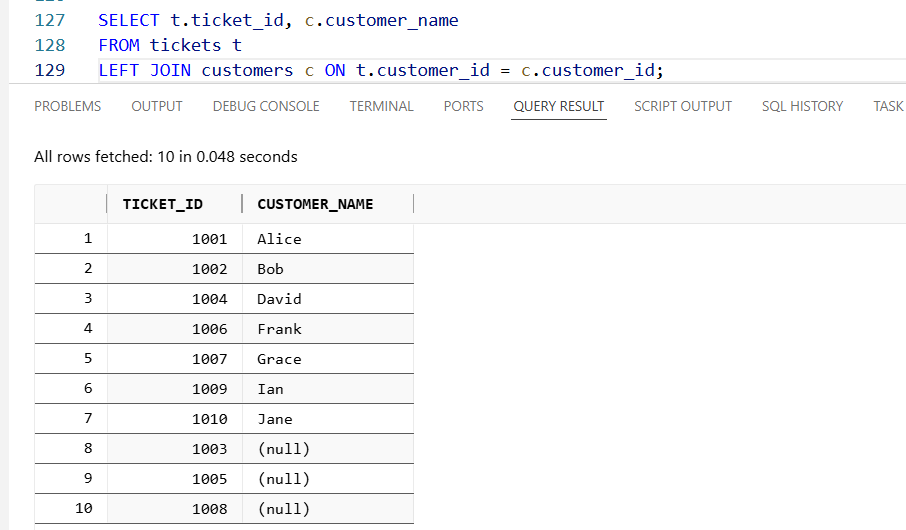 127 SELECT t.ticket_id, c.customer_name
128 FROM tickets t
129 LEFT JOIN customers c ON t.customer_id = c.customer_id;
PROBLEMS OUTPUT DEBUG CONSOLE TERMINAL PORTS QUERY RESULT SCRIPT OUTPUT SQL HISTORY TASK
All rows fetched: 10 in 0.048 seconds
TICKET_ID CUSTOMER_NAME
1 1001 Alice
2 1002 Bob
3 1004 David
4 1006 Frank
5 1007 Grace
6 1009 Ian
7 1010 Jane
8 1003 (null)
9 1005 (null)
10 1008 (null)